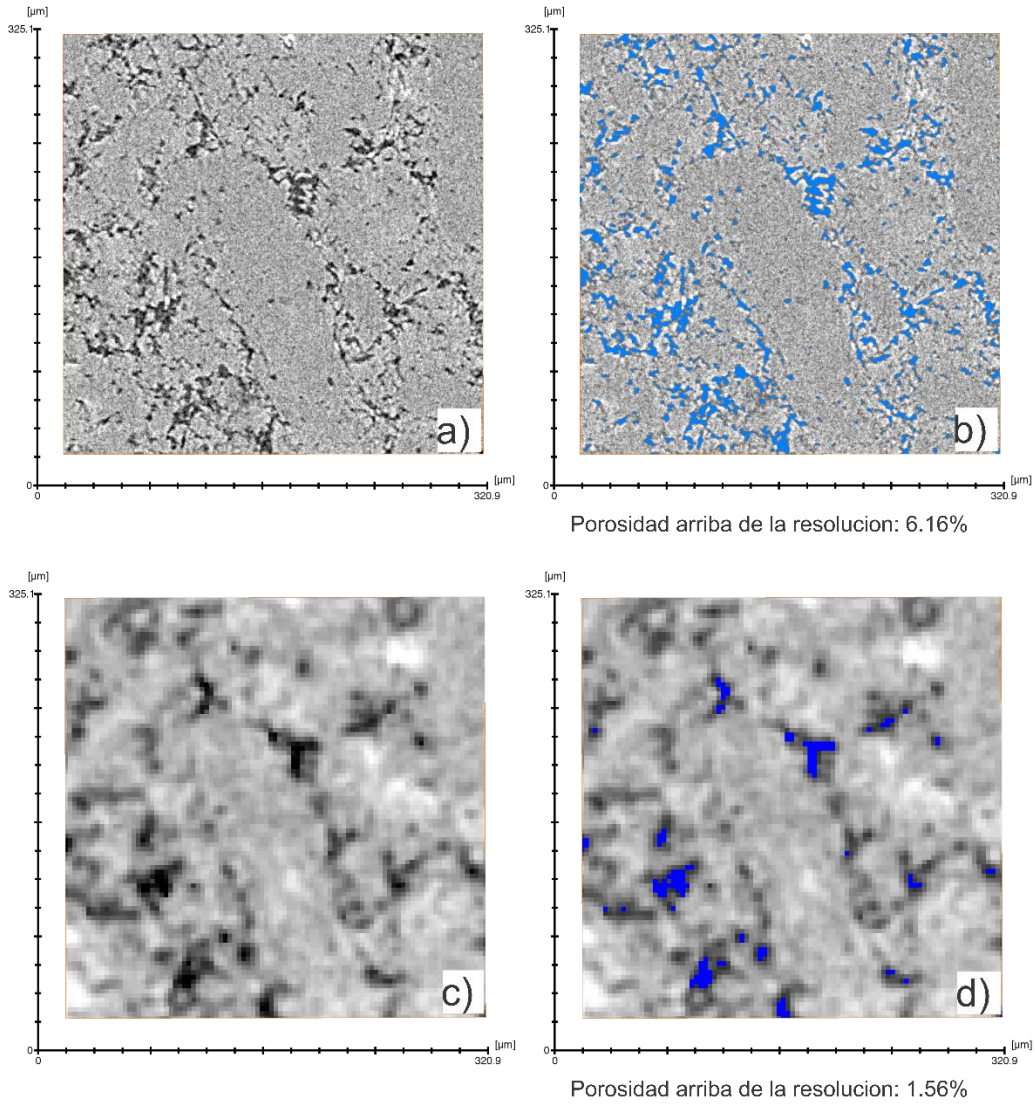 [µm]
[µm]
325.1
325.1
a)
b)
0
0
[µm]
[µm]
0
320.9
0
320.9
Porosidad arriba de la resolucion: 6.16%
[µm]
[µm]
325.1
325.1
c)
d)
0
0
[µm]
[µm]
0
320.9
0
320.9
Porosidad arriba de la resolucion: 1.56%